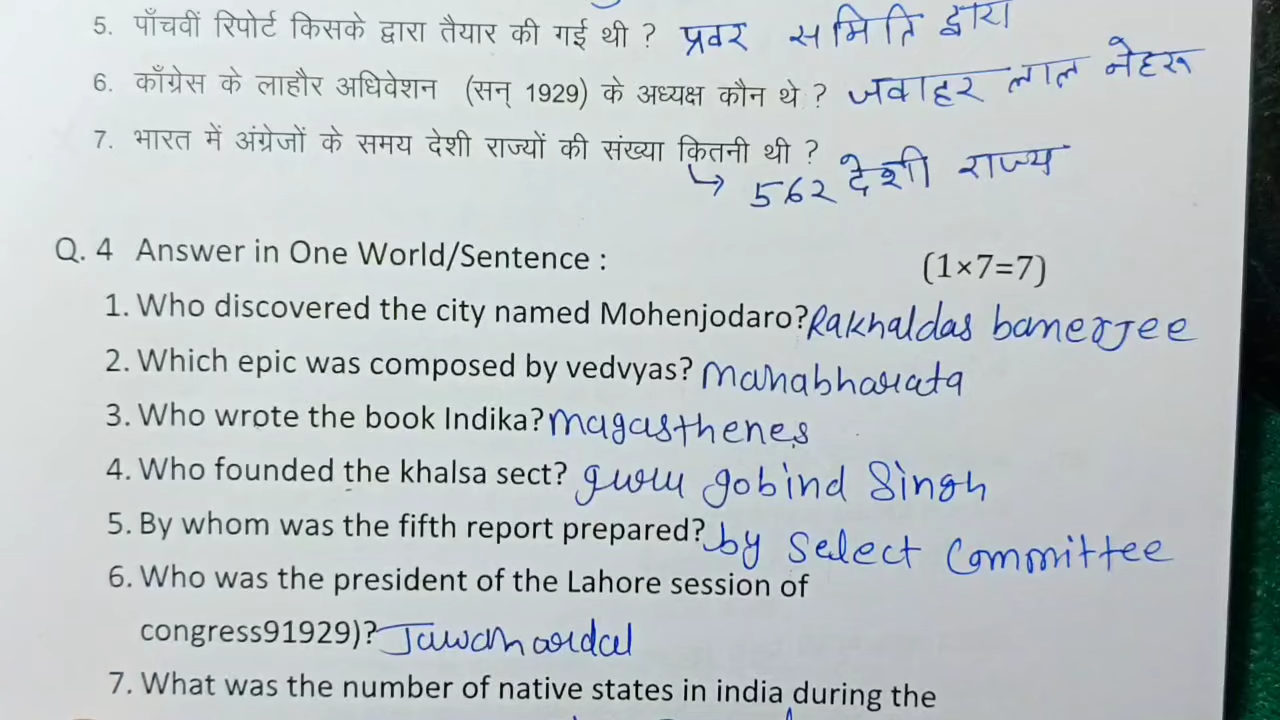 5. पाँचवीं रिपोर्ट किसके द्वारा तैयार की गई थी ? प्रवर समिति द्वारा
6. काँग्रेस के लाहौर अधिवेशन (सन् 1929) के अध्यक्ष कौन थे ? जवाहर लाल नेहरू
7. भारत में अंग्रेजों के समय देशी राज्यों की संख्या कितनी थी ?
↳ 562 देशी राज्य
Q. 4 Answer in One World/Sentence : (1×7=7)
1. Who discovered the city named Mohenjodaro? Rakhaldas banerjee
2. Which epic was composed by vedvyas? Mahabharata
3. Who wrote the book Indika? Magasthenes
4. Who founded the khalsa sect? guru gobind Singh
5. By whom was the fifth report prepared? by Select Committee
6. Who was the president of the Lahore session of
congress91929)? Jawaharlal
7. What was the number of native states in india during the